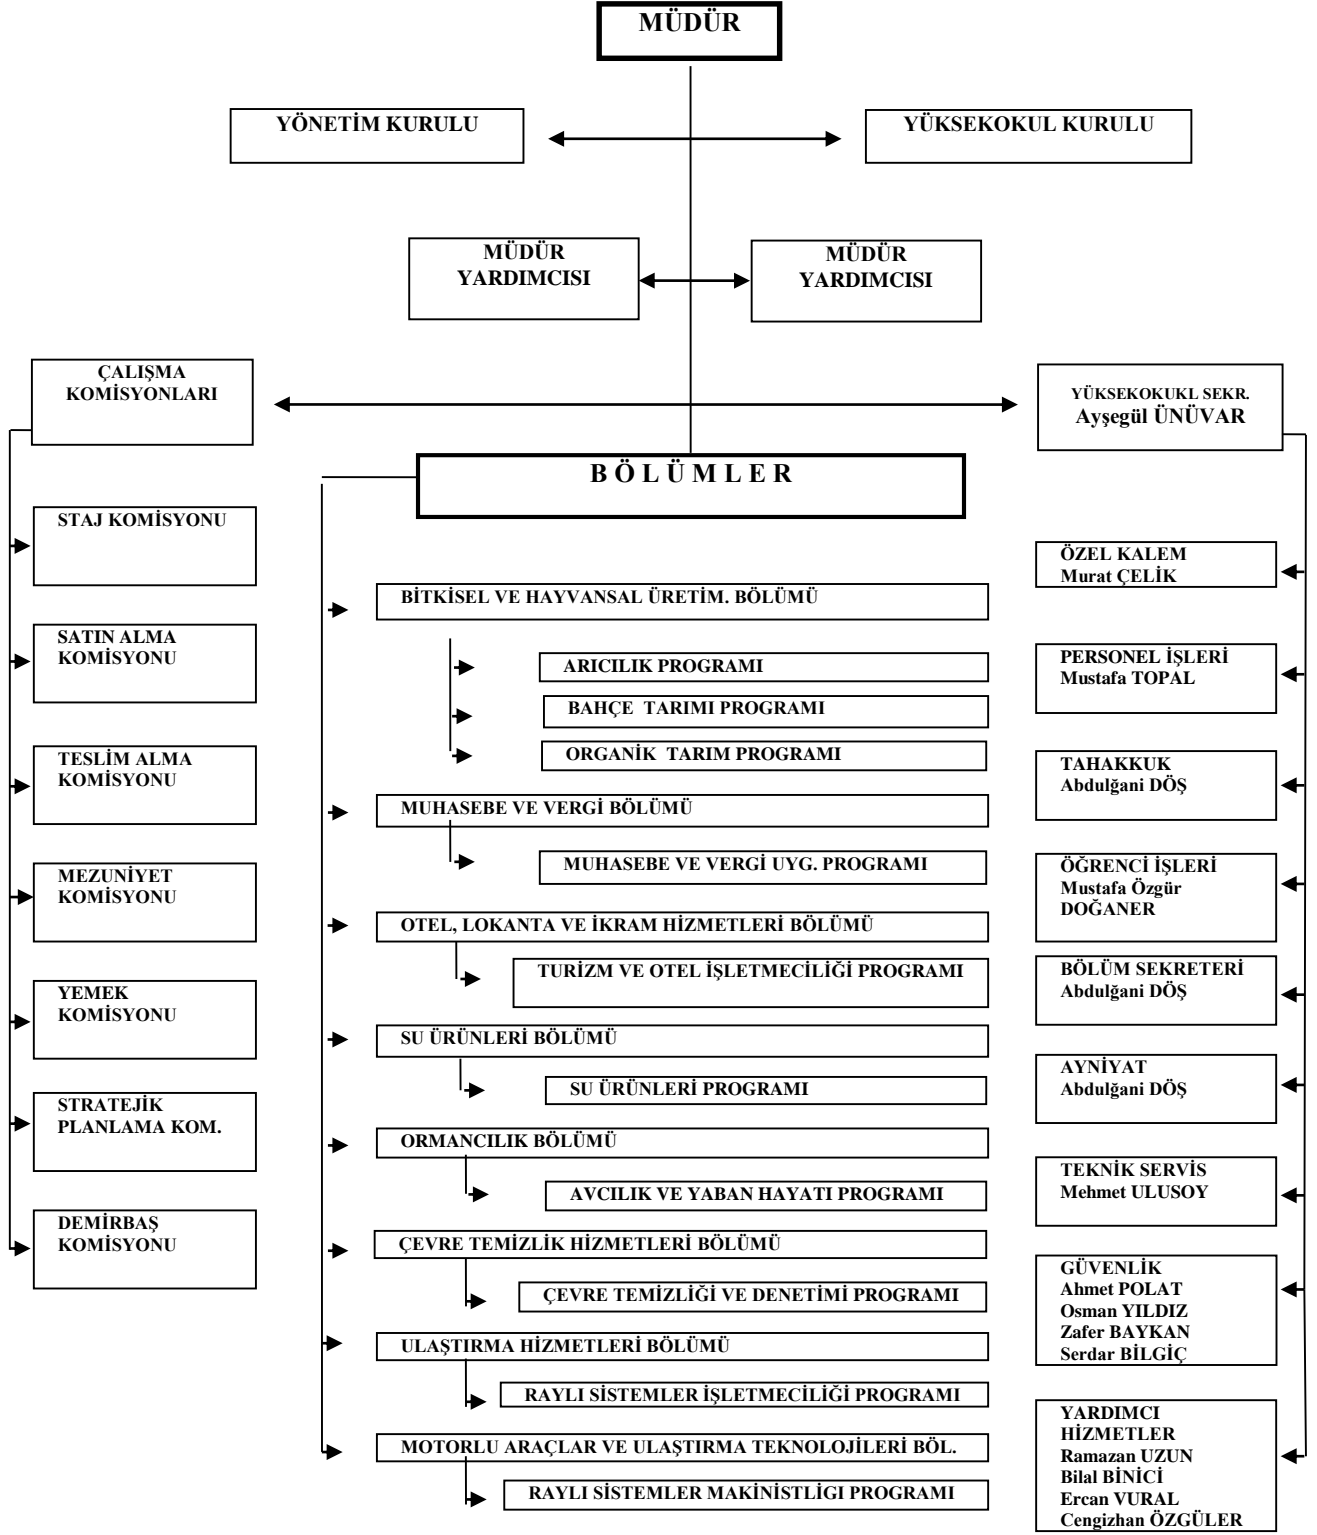 MÜDÜR
YÖNETİM KURULU
YÜKSEKOKUL KURULU
MÜDÜR
YARDIMCISI
MÜDÜR
YARDIMCISI
ÇALIŞMA
KOMİSYONLARI
YÜKSEKOKUKL SEKR.
Ayşegül ÜNÜVAR
B Ö L Ü M L E R
STAJ KOMİSYONU
SATIN ALMA
KOMİSYONU
TESLİM ALMA
KOMİSYONU
MEZUNİYET
KOMİSYONU
YEMEK
KOMİSYONU
STRATEJİK
PLANLAMA KOM.
DEMİRBAŞ
KOMİSYONU
BİTKİSEL VE HAYVANSAL ÜRETİM. BÖLÜMÜ
ARICILIK PROGRAMI
BAHÇE TARIMI PROGRAMI
ORGANİK TARIM PROGRAMI
MUHASEBE VE VERGİ BÖLÜMÜ
MUHASEBE VE VERGİ UYG. PROGRAMI
OTEL, LOKANTA VE İKRAM HİZMETLERİ BÖLÜMÜ
TURİZM VE OTEL İŞLETMECİLİĞİ PROGRAMI
SU ÜRÜNLERİ BÖLÜMÜ
SU ÜRÜNLERİ PROGRAMI
ORMANCILIK BÖLÜMÜ
AVCILIK VE YABAN HAYATI PROGRAMI
ÇEVRE TEMİZLİK HİZMETLERİ BÖLÜMÜ
ÇEVRE TEMİZLİĞİ VE DENETİMİ PROGRAMI
ULAŞTIRMA HİZMETLERİ BÖLÜMÜ
RAYLI SİSTEMLER İŞLETMECİLİĞİ PROGRAMI
MOTORLU ARAÇLAR VE ULAŞTIRMA TEKNOLOJİLERİ BÖL.
RAYLI SİSTEMLER MAKİNİSTLİGI PROGRAMI
ÖZEL KALEM
Murat ÇELİK
PERSONEL İŞLERİ
Mustafa TOPAL
TAHAKKUK
Abdulğani DÖŞ
ÖĞRENCİ İŞLERİ
Mustafa Özgür
DOĞANER
BÖLÜM SEKRETERİ
Abdulğani DÖŞ
AYNİYAT
Abdulğani DÖŞ
TEKNİK SERVİS
Mehmet ULUSOY
GÜVENLİK
Ahmet POLAT
Osman YILDIZ
Zafer BAYKAN
Serdar BİLGİÇ
YARDIMCI
HİZMETLER
Ramazan UZUN
Bilal BİNİCİ
Ercan VURAL
Cengizhan ÖZGÜLER